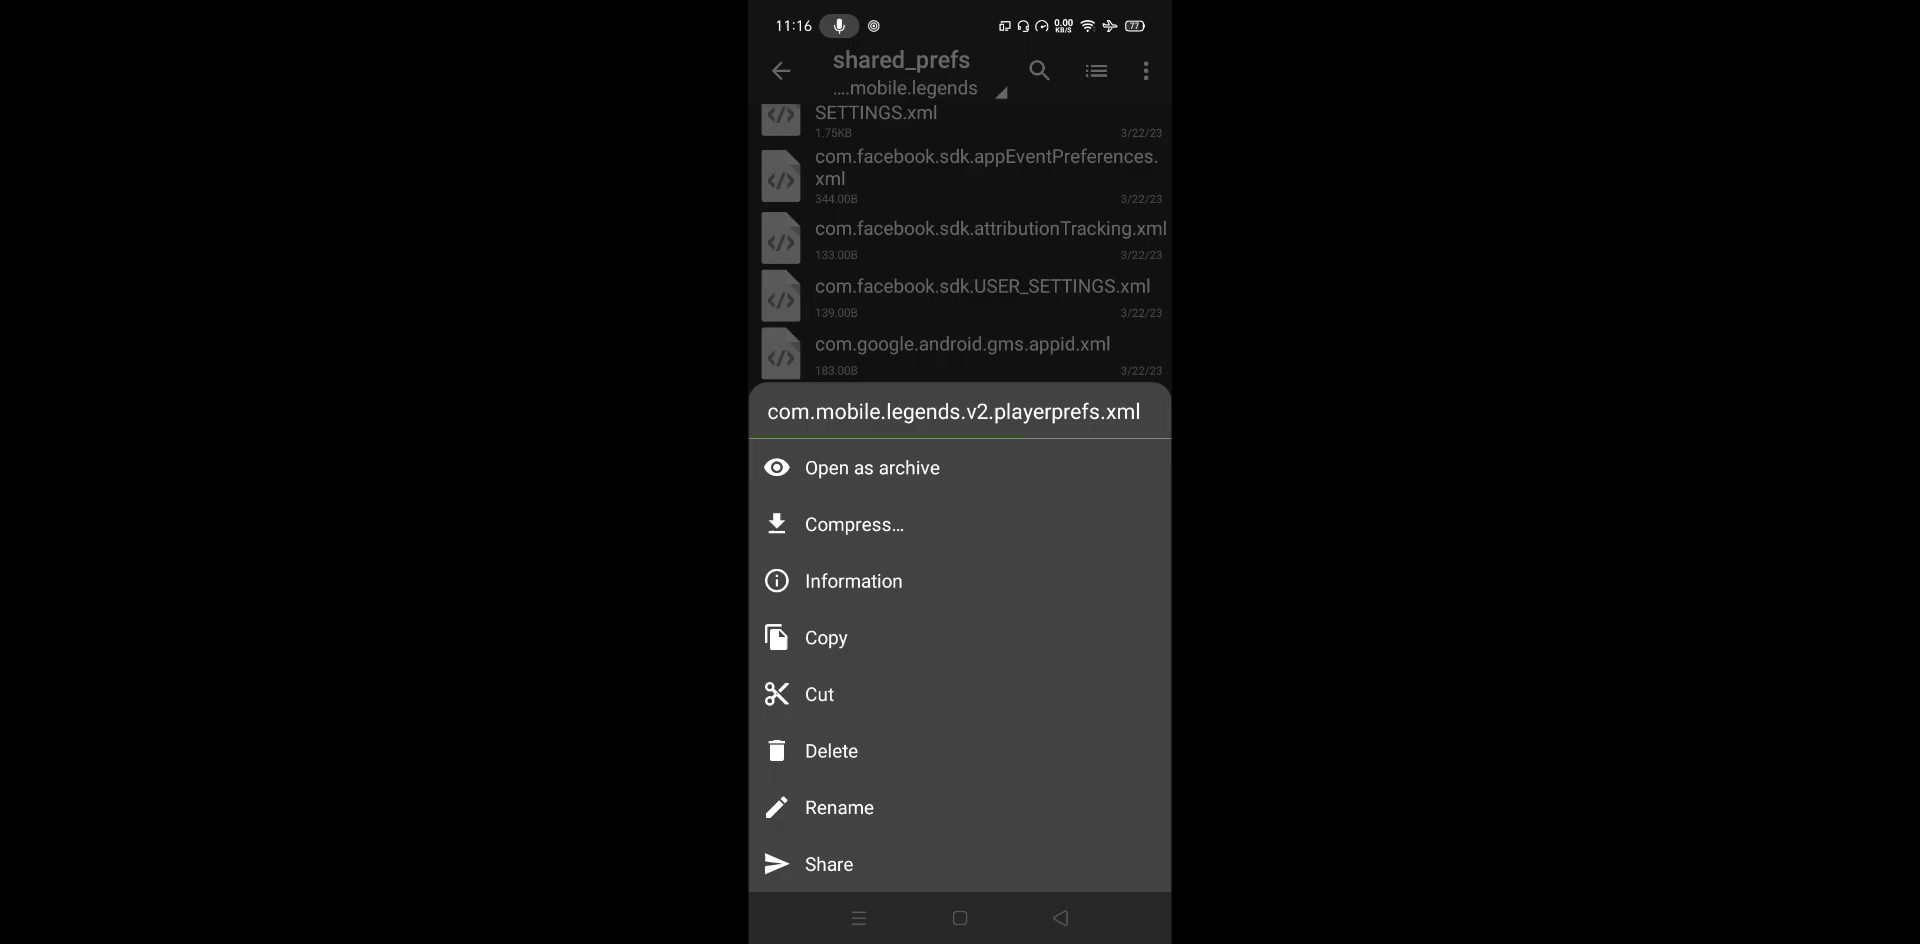 11:16
0.00
KB/S
77
shared_prefs
....mobile.legends
SETTINGS.xml
1.75KB
3/22/23
com.facebook.sdk.appEventPreferences.
xml
344.00B
3/22/23
com.facebook.sdk.attributionTracking.xml
133.00B
3/22/23
com.facebook.sdk.USER_SETTINGS.xml
139.00B
3/22/23
com.google.android.gms.appid.xml
183.00B
3/22/23
com.mobile.legends.v2.playerprefs.xml
Open as archive
Compress...
Information
Copy
Cut
Delete
Rename
Share